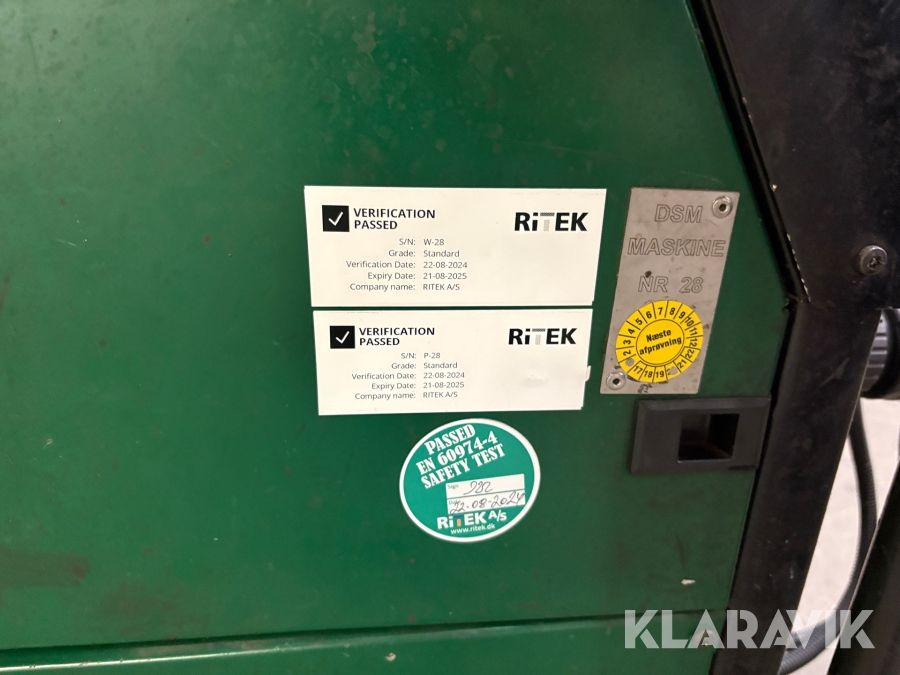 VERIFICATION
PASSED
RiTEK
S/N: W-28
Grade: Standard
Verification Date: 22-08-2024
Expiry Date: 21-08-2025
Company name: RITEK A/S
VERIFICATION
PASSED
RiTEK
S/N: P-28
Grade: Standard
Verification Date: 22-08-2024
Expiry Date: 21-08-2025
Company name: RITEK A/S
DSM
MASKINE
NR 28
2 3 4 5 6 7 8 9 10 11 12
Næste
afprøvning
17 18 19 21 22
PASSED
EN 60974-4
SAFETY TEST
Sign:
Date:
22-08-2024
RiTEK A/S
www.ritek.dk
KLARAVIK